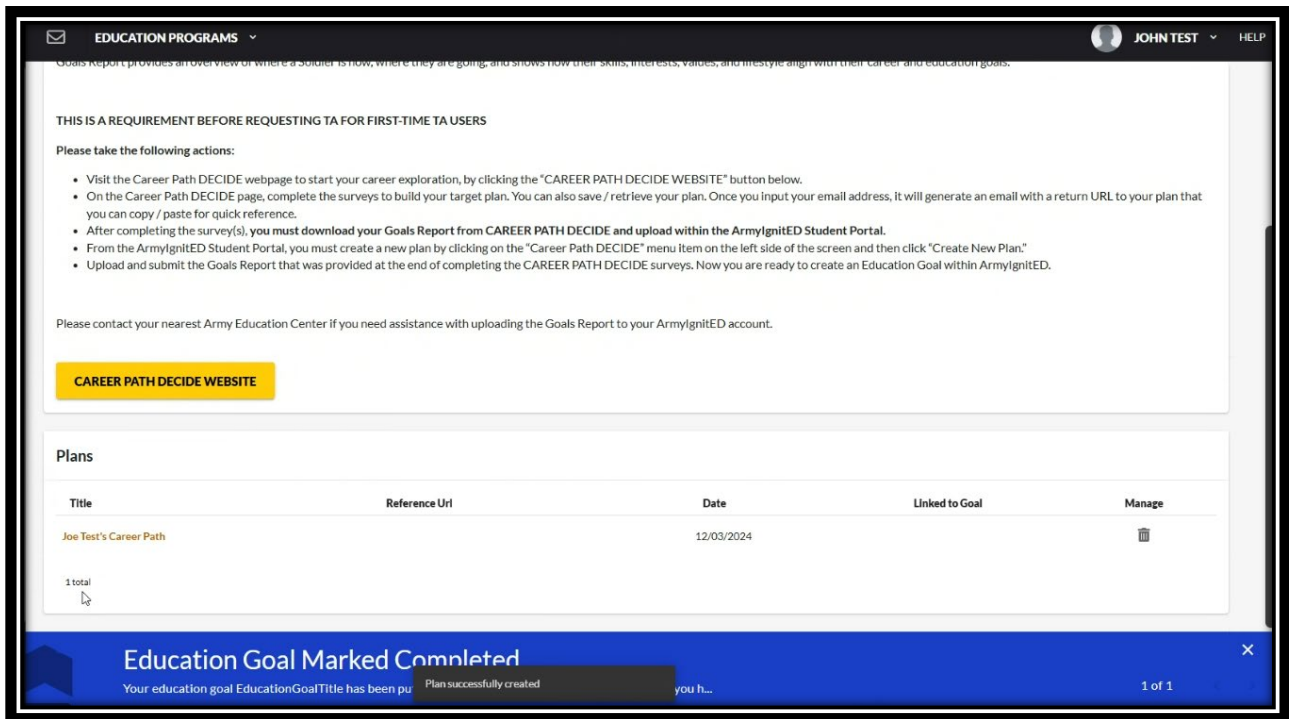 EDUCATION PROGRAMS
JOHN TEST
HELP
Goals Report provides an overview of where a Soldier is now, where they are going, and shows how their skills, interests, values, and lifestyle align with their career and education goals.
THIS IS A REQUIREMENT BEFORE REQUESTING TA FOR FIRST-TIME TA USERS
Please take the following actions:
• Visit the Career Path DECIDE webpage to start your career exploration, by clicking the “CAREER PATH DECIDE WEBSITE” button below.
• On the Career Path DECIDE page, complete the surveys to build your target plan. You can also save / retrieve your plan. Once you input your email address, it will generate an email with a return URL to your plan that
you can copy / paste for quick reference.
• After completing the survey(s), you must download your Goals Report from CAREER PATH DECIDE and upload within the ArmyIgnitED Student Portal.
• From the ArmyIgnitED Student Portal, you must create a new plan by clicking on the “Career Path DECIDE” menu item on the left side of the screen and then click “Create New Plan.”
• Upload and submit the Goals Report that was provided at the end of completing the CAREER PATH DECIDE surveys. Now you are ready to create an Education Goal within ArmyIgnitED.
Please contact your nearest Army Education Center if you need assistance with uploading the Goals Report to your ArmyIgnitED account.
CAREER PATH DECIDE WEBSITE
Plans
Title Reference Url Date Linked to Goal Manage
Joe Test's Career Path 12/03/2024
1 total
Education Goal Marked Completed
Your education goal EducationGoalTitle has been pu
Plan successfully created
you h...
1 of 1